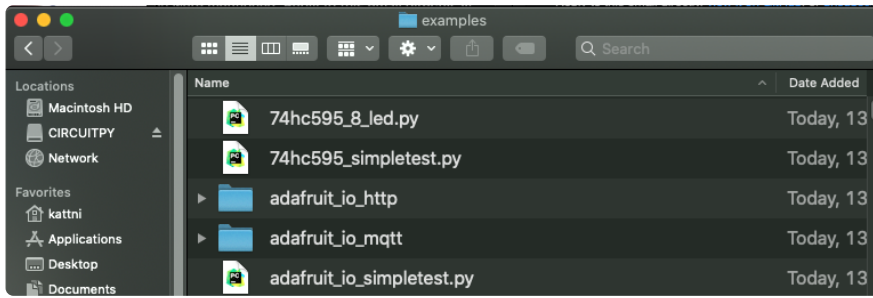 examples
Search
Locations
Macintosh HD
CIRCUITPY
Network
Favorites
kattni
Applications
Desktop
Documents
Name
Date Added
74hc595_8_led.py
Today, 13
74hc595_simpletest.py
Today, 13
adafruit_io_http
Today, 13
adafruit_io_mqtt
Today, 13
adafruit_io_simpletest.py
Today, 13